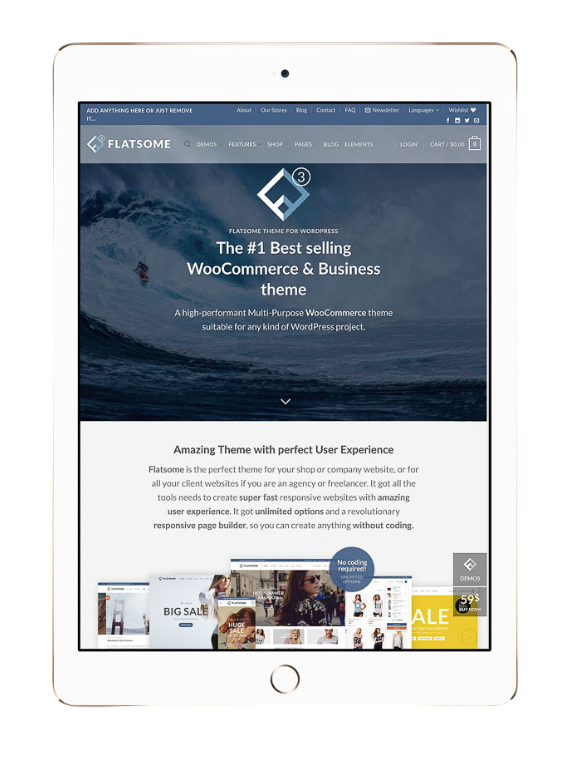 ADD ANYTHING HERE OR JUST REMOVE
IT...
About Our Stores Blog Contact FAQ Newsletter Languages Wishlist
FLATSOME 3
DEMOS FEATURES SHOP PAGES BLOG ELEMENTS LOGIN CART / $0.00 0
3
FLATSOME THEME FOR WORDPRESS
The #1 Best selling
WooCommerce & Business
theme
A high-performant Multi-Purpose WooCommerce theme
suitable for any kind of WordPress project.
Amazing Theme with perfect User Experience
Flatsome is the perfect theme for your shop or company website, or for
all your client websites if you are an agency or freelancer. It got all the
tools needs to create super fast responsive websites with amazing
user experience. It got unlimited options and a revolutionary
responsive page builder, so you can create anything without coding.
No coding
required!
UNLIMITED
OPTIONS
DEMOS
59$
BUY NOW!
FLATSOME
BIG SALE
FLATSOME
FLATSOME
HUGE
SALE
ALE